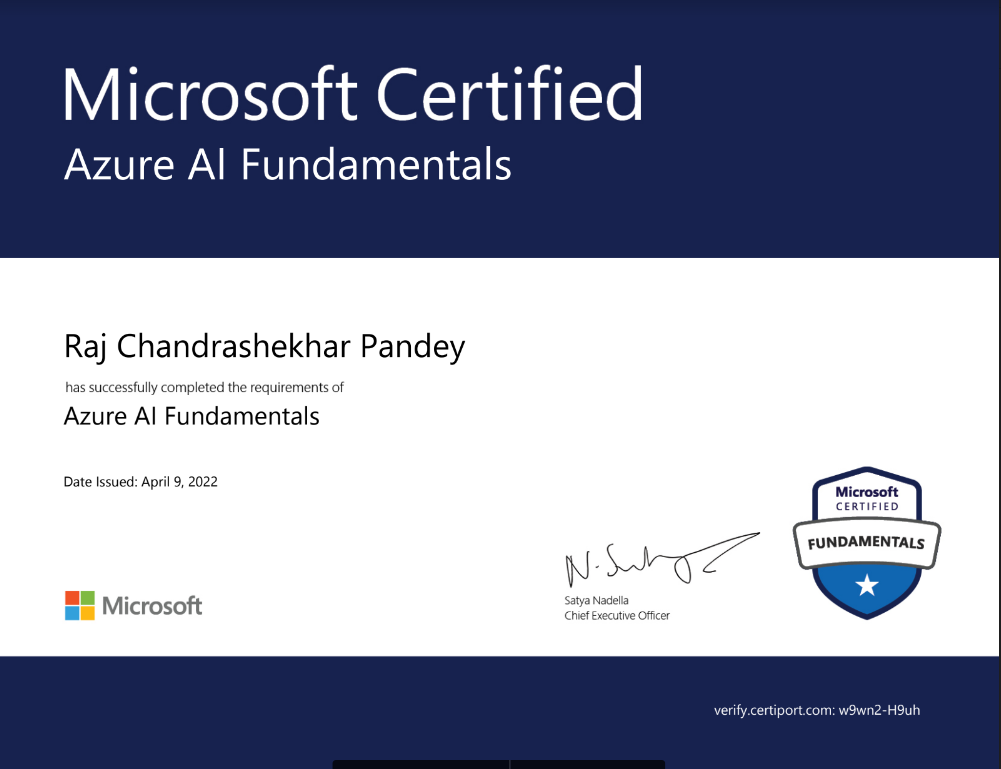 Microsoft Certified
Azure AI Fundamentals
Raj Chandrashekhar Pandey
has successfully completed the requirements of
Azure AI Fundamentals
Date Issued: April 9, 2022
Microsoft
CERTIFIED
FUNDAMENTALS
N. Satya
Satya Nadella
Chief Executive Officer
Microsoft
verify.certiport.com: w9wn2-H9uh